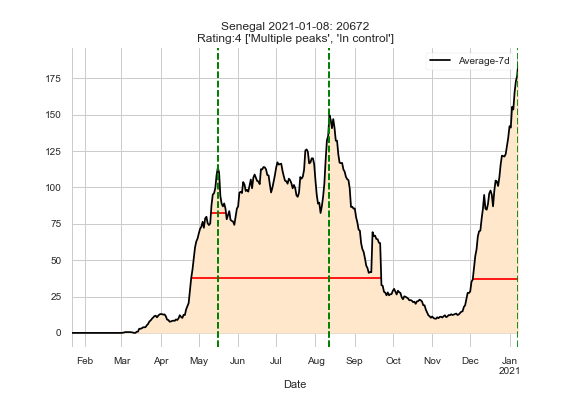 Senegal 2021-01-08: 20672
Rating:4 ['Multiple peaks', 'In control']
Average-7d
175
150
125
100
75
50
25
0
Feb Mar Apr May Jun Jul Aug Sep Oct Nov Dec Jan
2021
Date